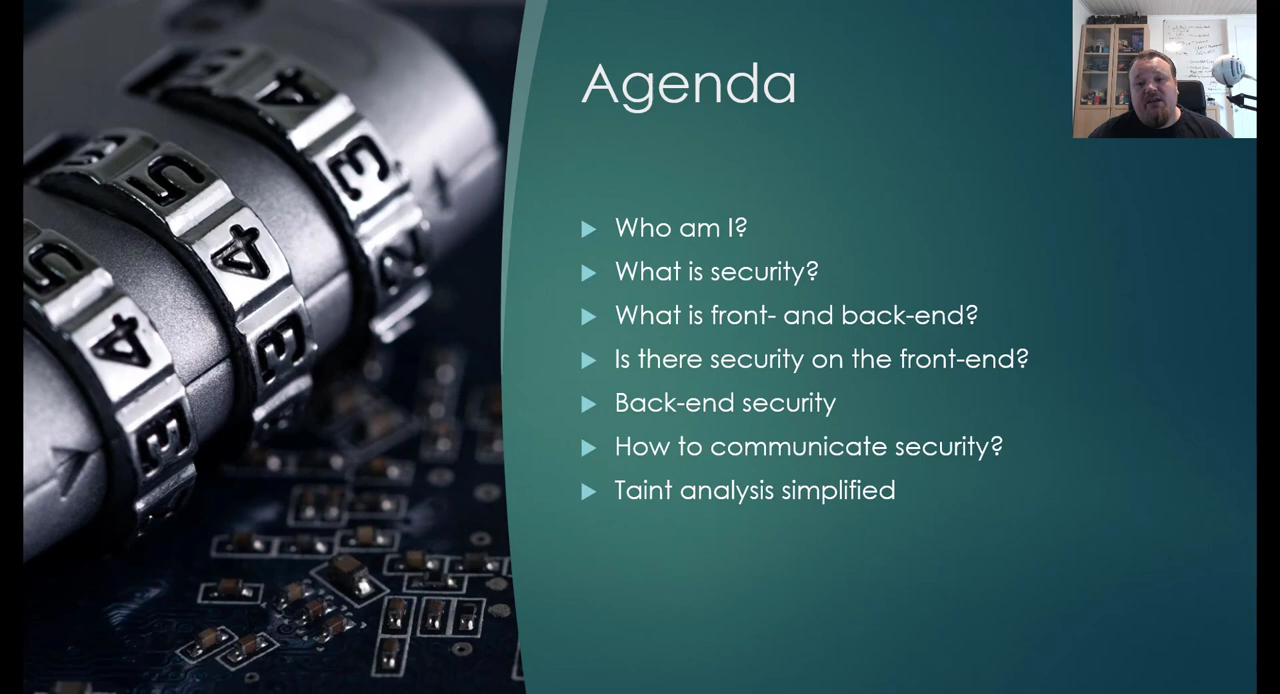 Agenda
Who am I?
What is security?
What is front- and back-end?
Is there security on the front-end?
Back-end security
How to communicate security?
Taint analysis simplified